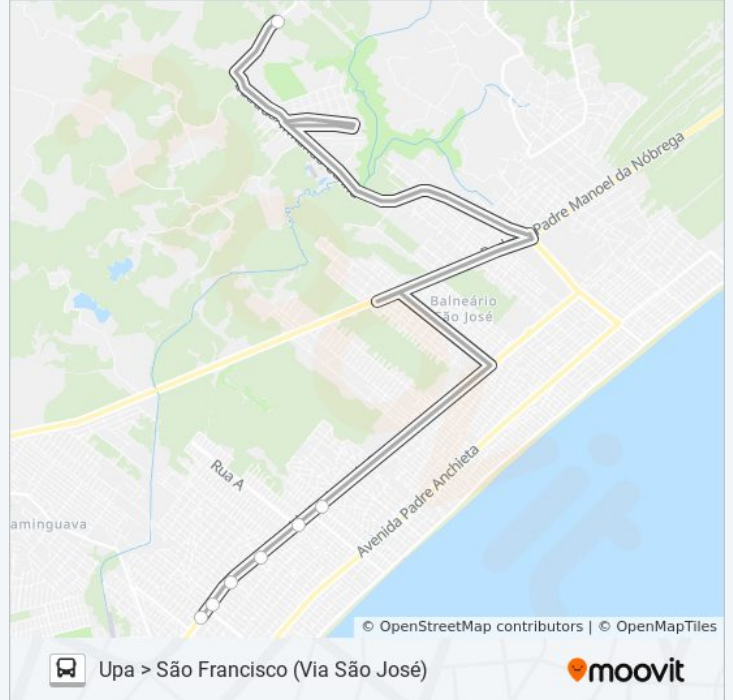 Padre Manoel da Nóbrega
Balneário
São José
Rua A
aminguava
Avenida Padre Anchieta
© OpenStreetMap contributors | © OpenMapTiles
Upa > São Francisco (Via São José)
moovit